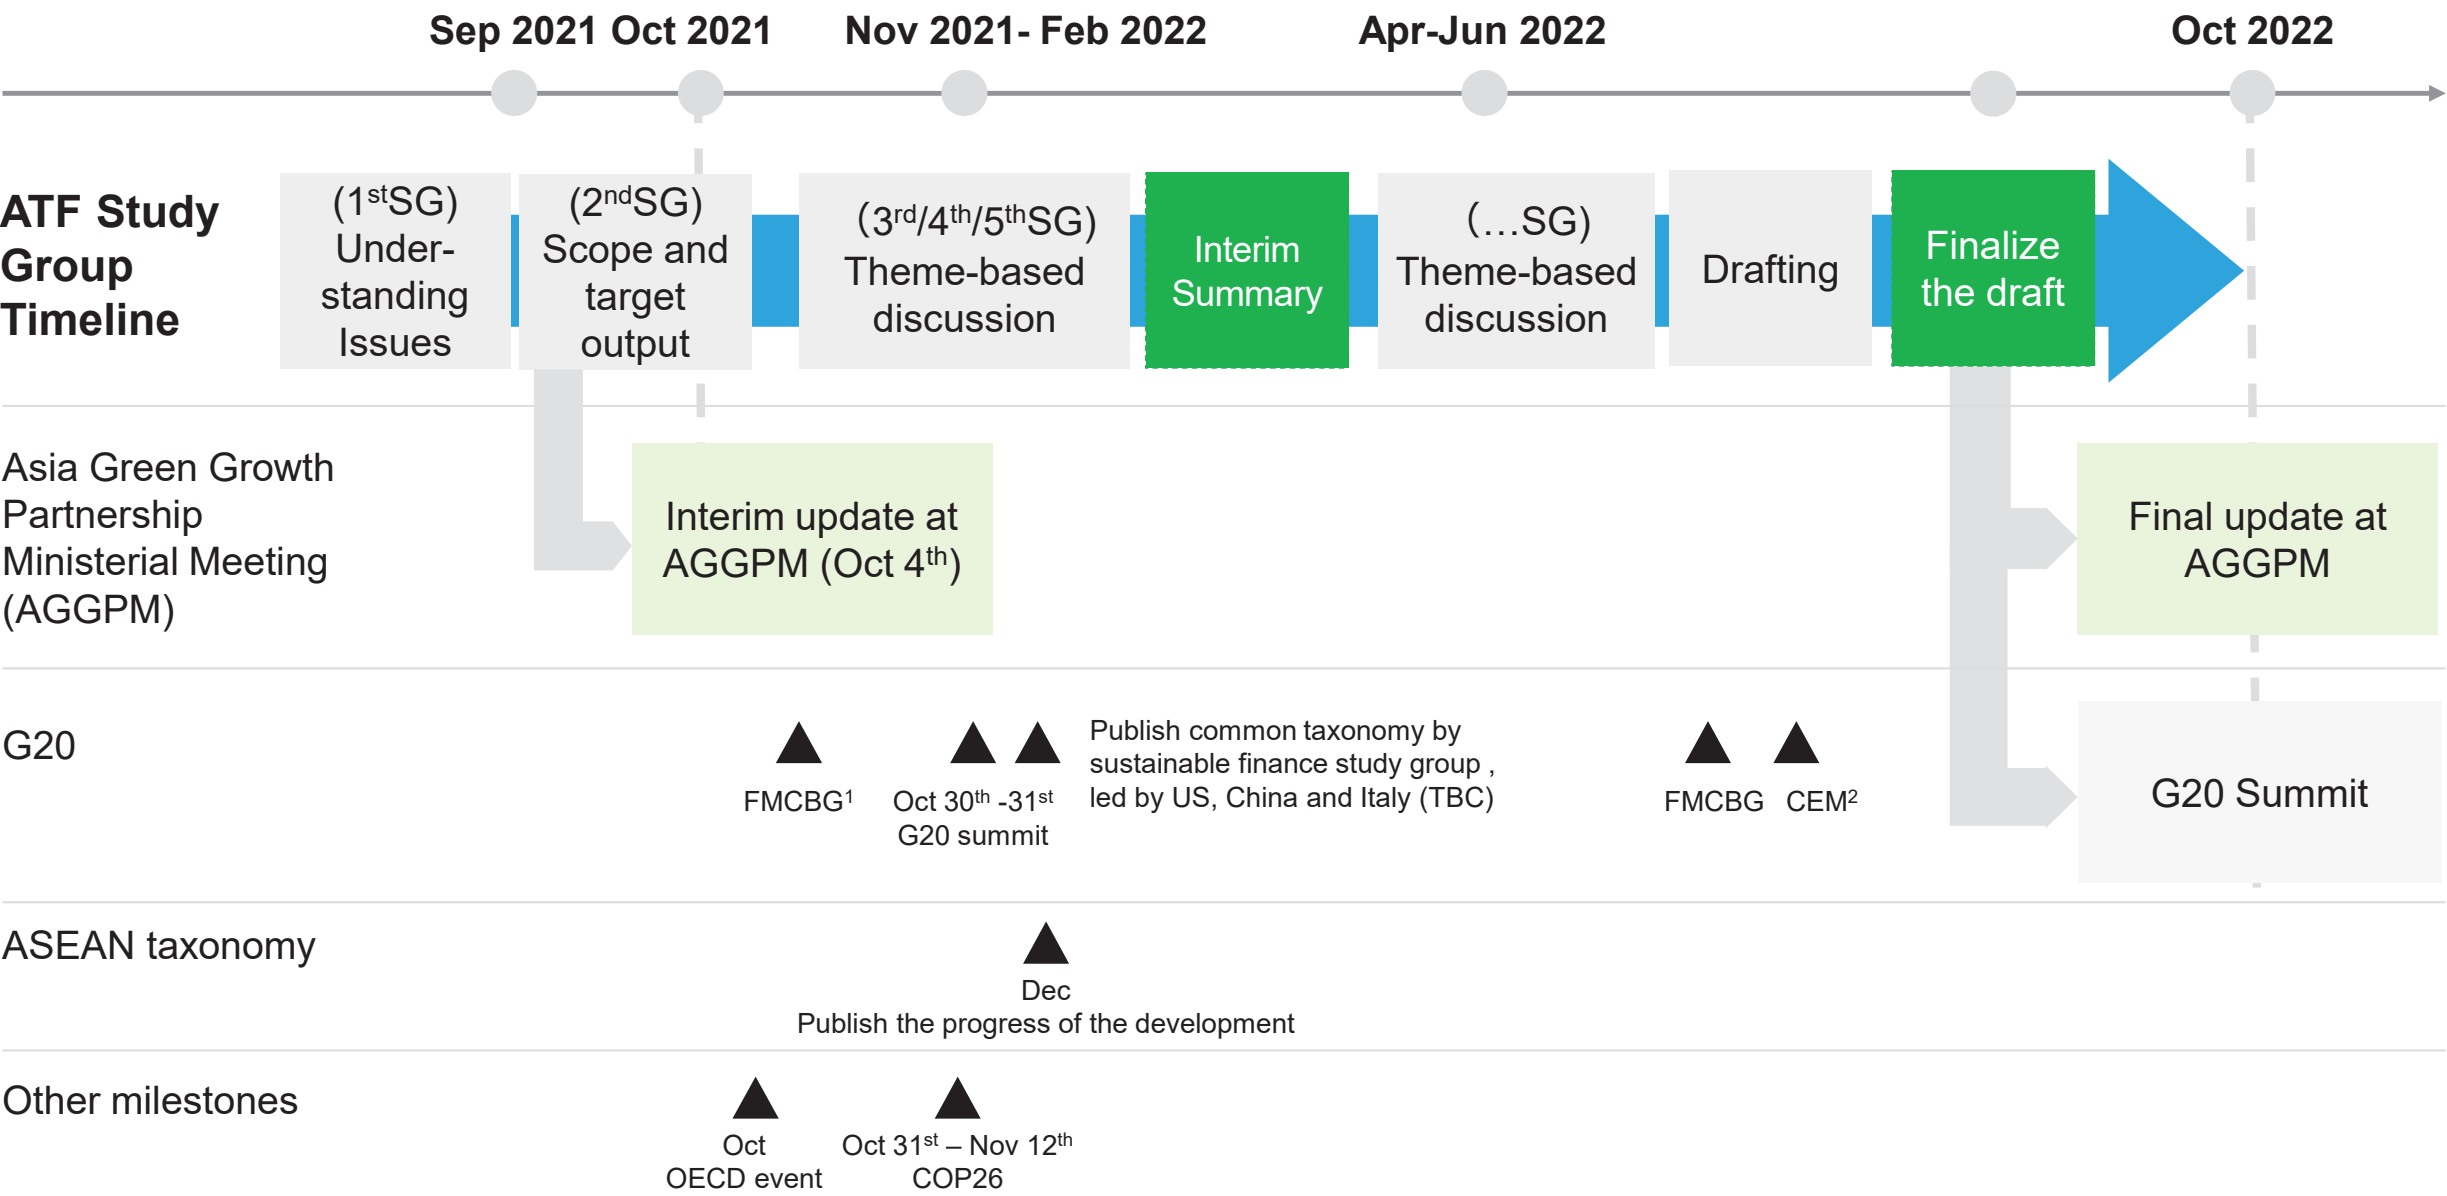 Sep 2021
Oct 2021
Nov 2021- Feb 2022
Apr-Jun 2022
Oct 2022
ATF Study
Group
Timeline
(1stSG)
Under-
standing
Issues
(2ndSG)
Scope and
target
output
(3rd/4th/5thSG)
Theme-based
discussion
Interim
Summary
(…SG)
Theme-based
discussion
Drafting
Finalize
the draft
Asia Green Growth
Partnership
Ministerial Meeting
(AGGPM)
Interim update at
AGGPM (Oct 4th)
Final update at
AGGPM
G20
FMCBG1
Oct 30th -31st
G20 summit
Publish common taxonomy by
sustainable finance study group ,
led by US, China and Italy (TBC)
FMCBG
CEM2
G20 Summit
ASEAN taxonomy
Dec
Publish the progress of the development
Other milestones
Oct
OECD event
Oct 31st – Nov 12th
COP26